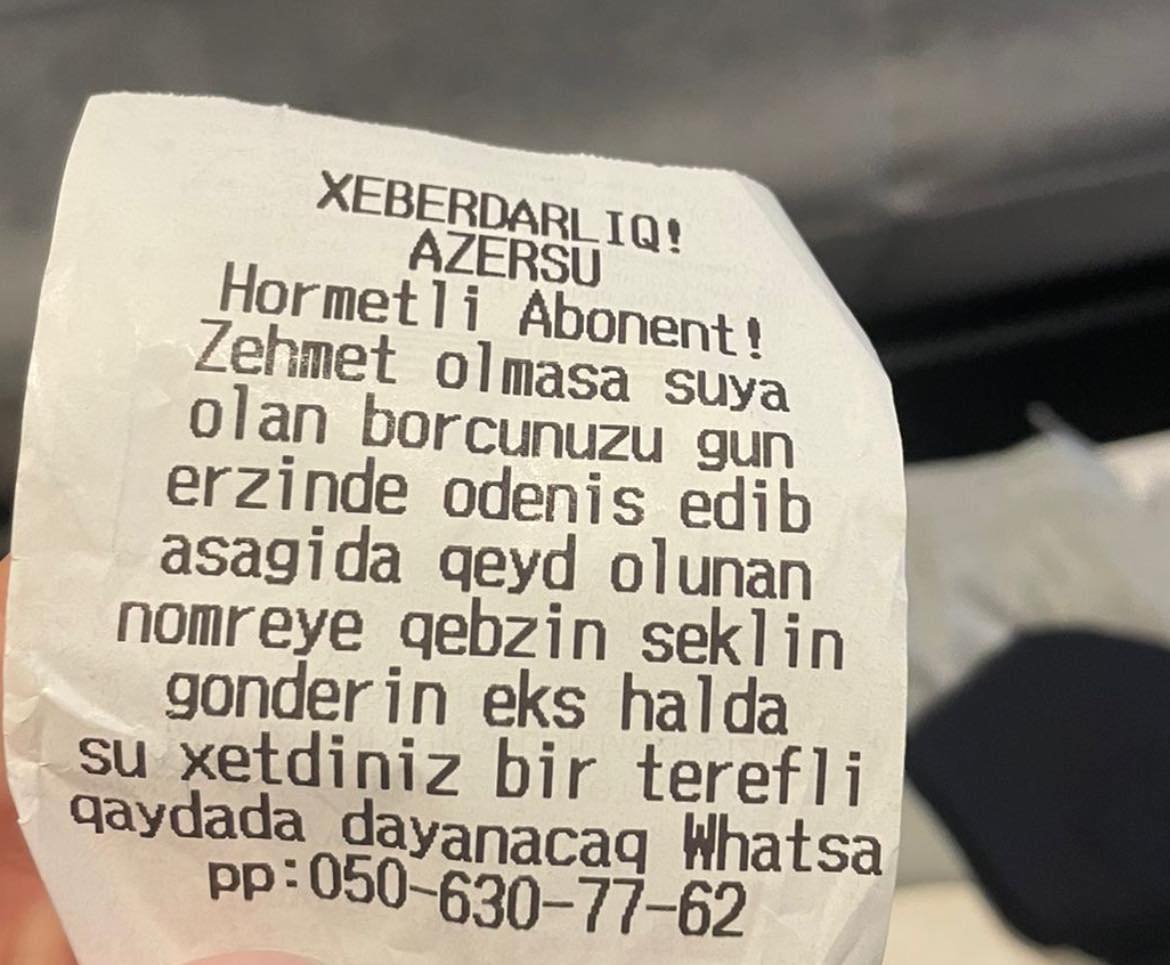 XEBERDARLIQ!
AZERSU
Hormetli Abonent!
Zehmet olmasa suya
olan borcunuzu gun
erzinde odenis edib
asagida qeyd olunan
nomreye qebzin seklin
gonderin eks halda
su xetdiniz bir terefli
qaydada dayanacaq Whatsa
pp:050-630-77-62